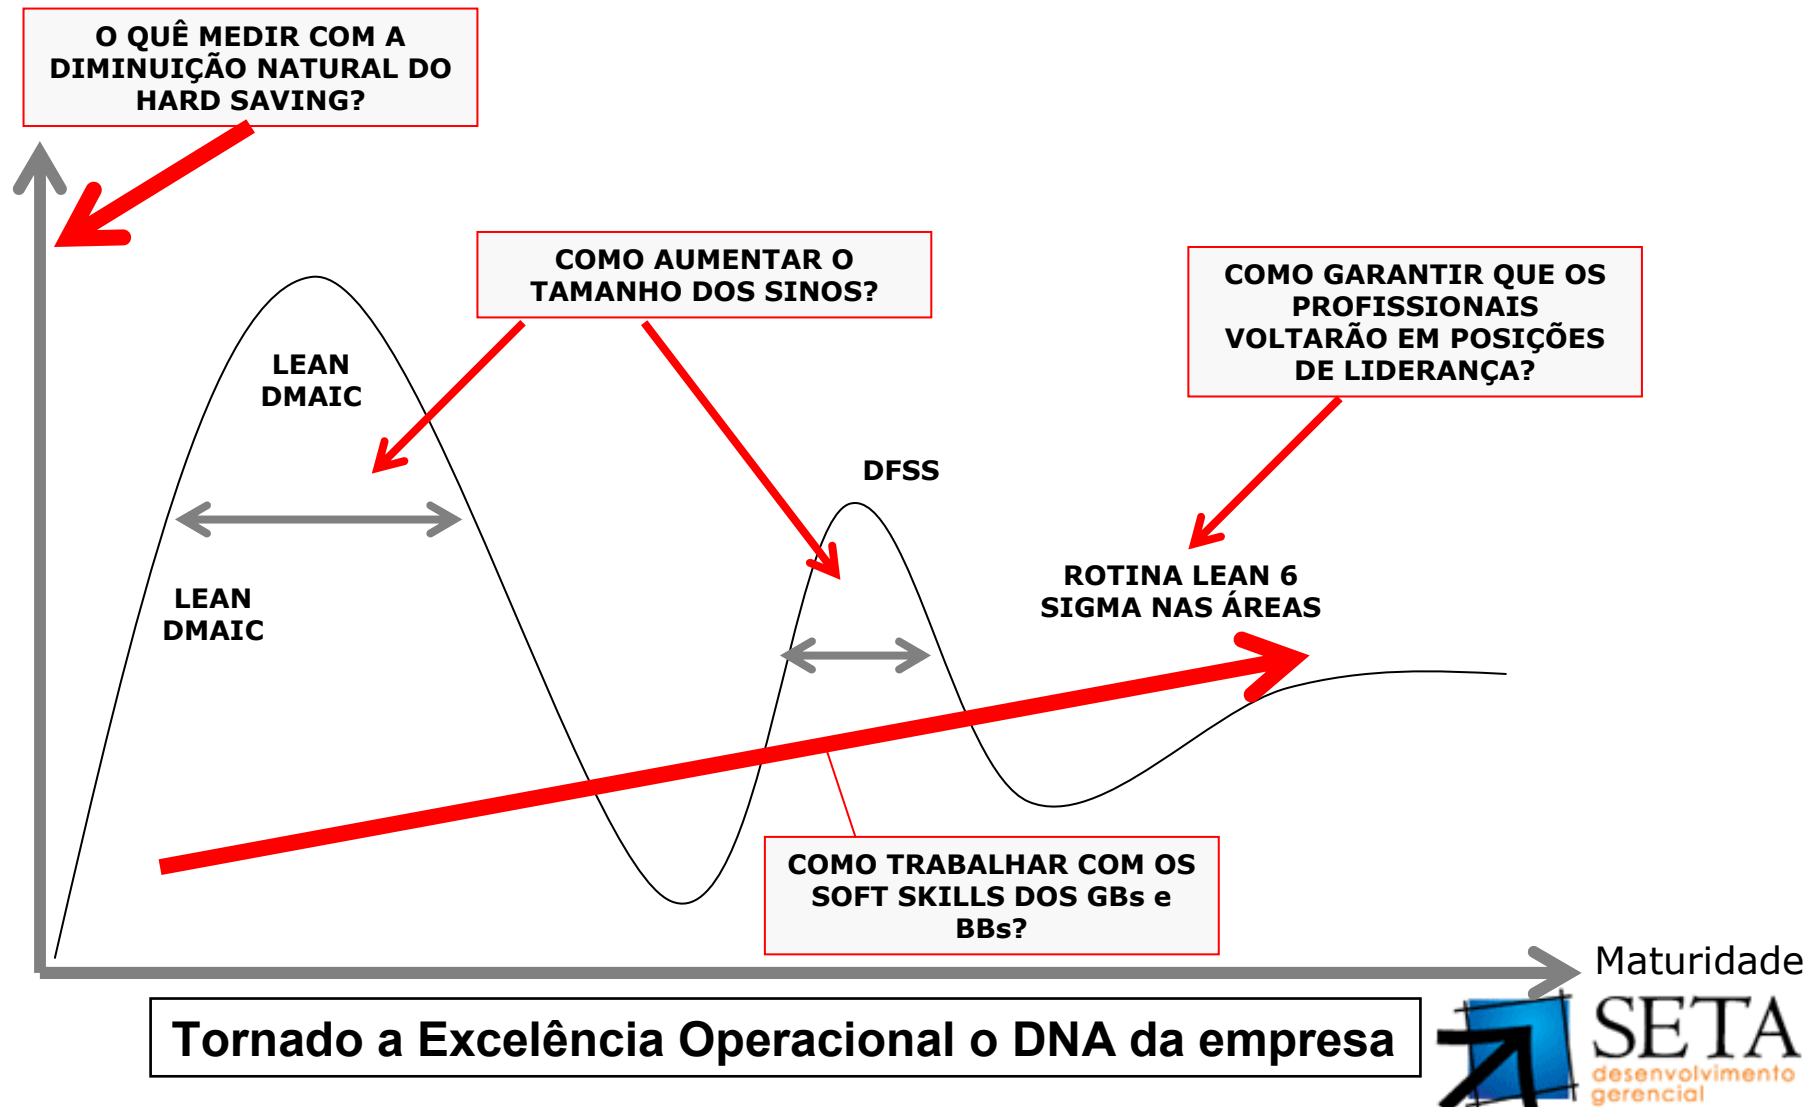 O QUÊ MEDIR COM A
DIMINUIÇÃO NATURAL DO
HARD SAVING?
COMO AUMENTAR O
TAMANHO DOS SINOS?
COMO GARANTIR QUE OS
PROFISSIONAIS
VOLTARÃO EM POSIÇÕES
DE LIDERANÇA?
LEAN
DMAIC
DFSS
LEAN
DMAIC
ROTINA LEAN 6
SIGMA NAS ÁREAS
COMO TRABALHAR COM OS
SOFT SKILLS DOS GBs e
BBs?
Maturidade
Tornado a Excelência Operacional o DNA da empresa
SETA
desenvolvimento
gerencial